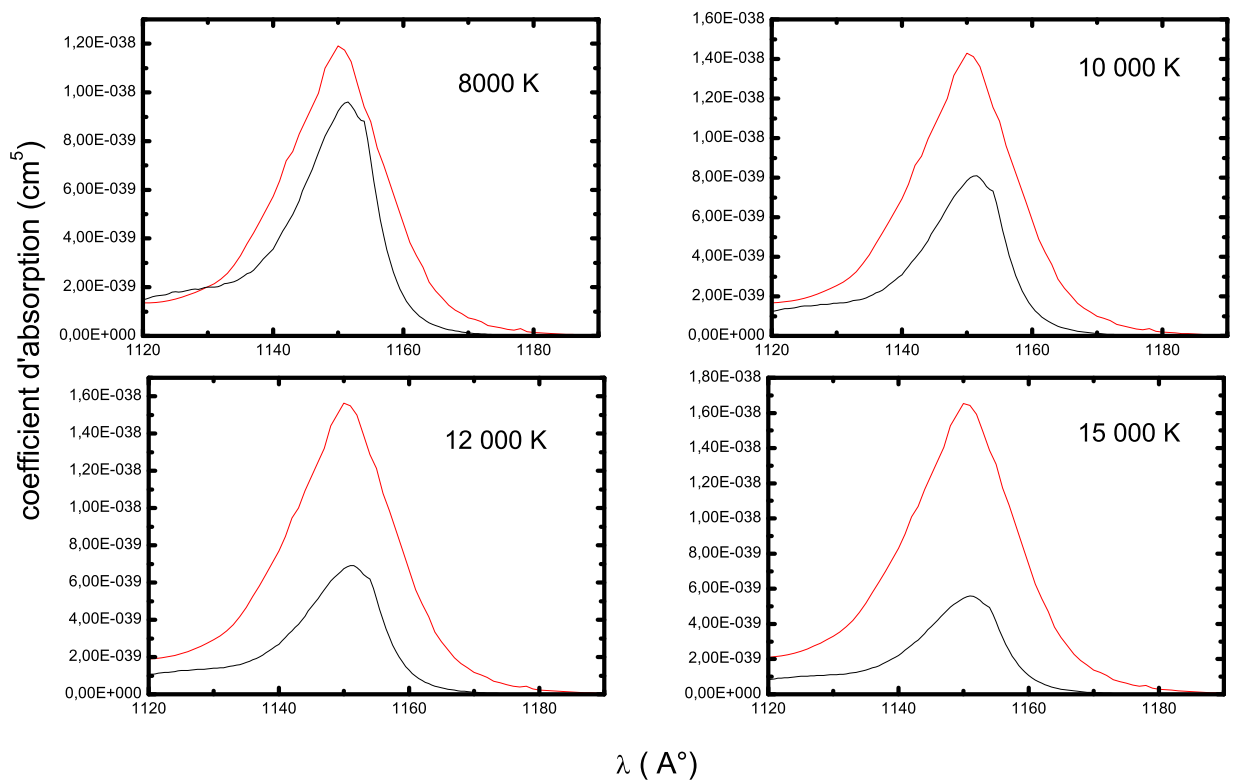 coefficient d'absorption (cm5)
8000 K
1,20E-038
1,00E-038
8,00E-039
6,00E-039
4,00E-039
2,00E-039
0,00E+000
1120 1140 1160 1180
10 000 K
1,60E-038
1,40E-038
1,20E-038
1,00E-038
8,00E-039
6,00E-039
4,00E-039
2,00E-039
0,00E+000
1120 1140 1160 1180
12 000 K
1,60E-038
1,40E-038
1,20E-038
1,00E-038
8,00E-039
6,00E-039
4,00E-039
2,00E-039
0,00E+000
1120 1140 1160 1180
15 000 K
1,80E-038
1,60E-038
1,40E-038
1,20E-038
1,00E-038
8,00E-039
6,00E-039
4,00E-039
2,00E-039
0,00E+000
1120 1140 1160 1180
λ ( A°)